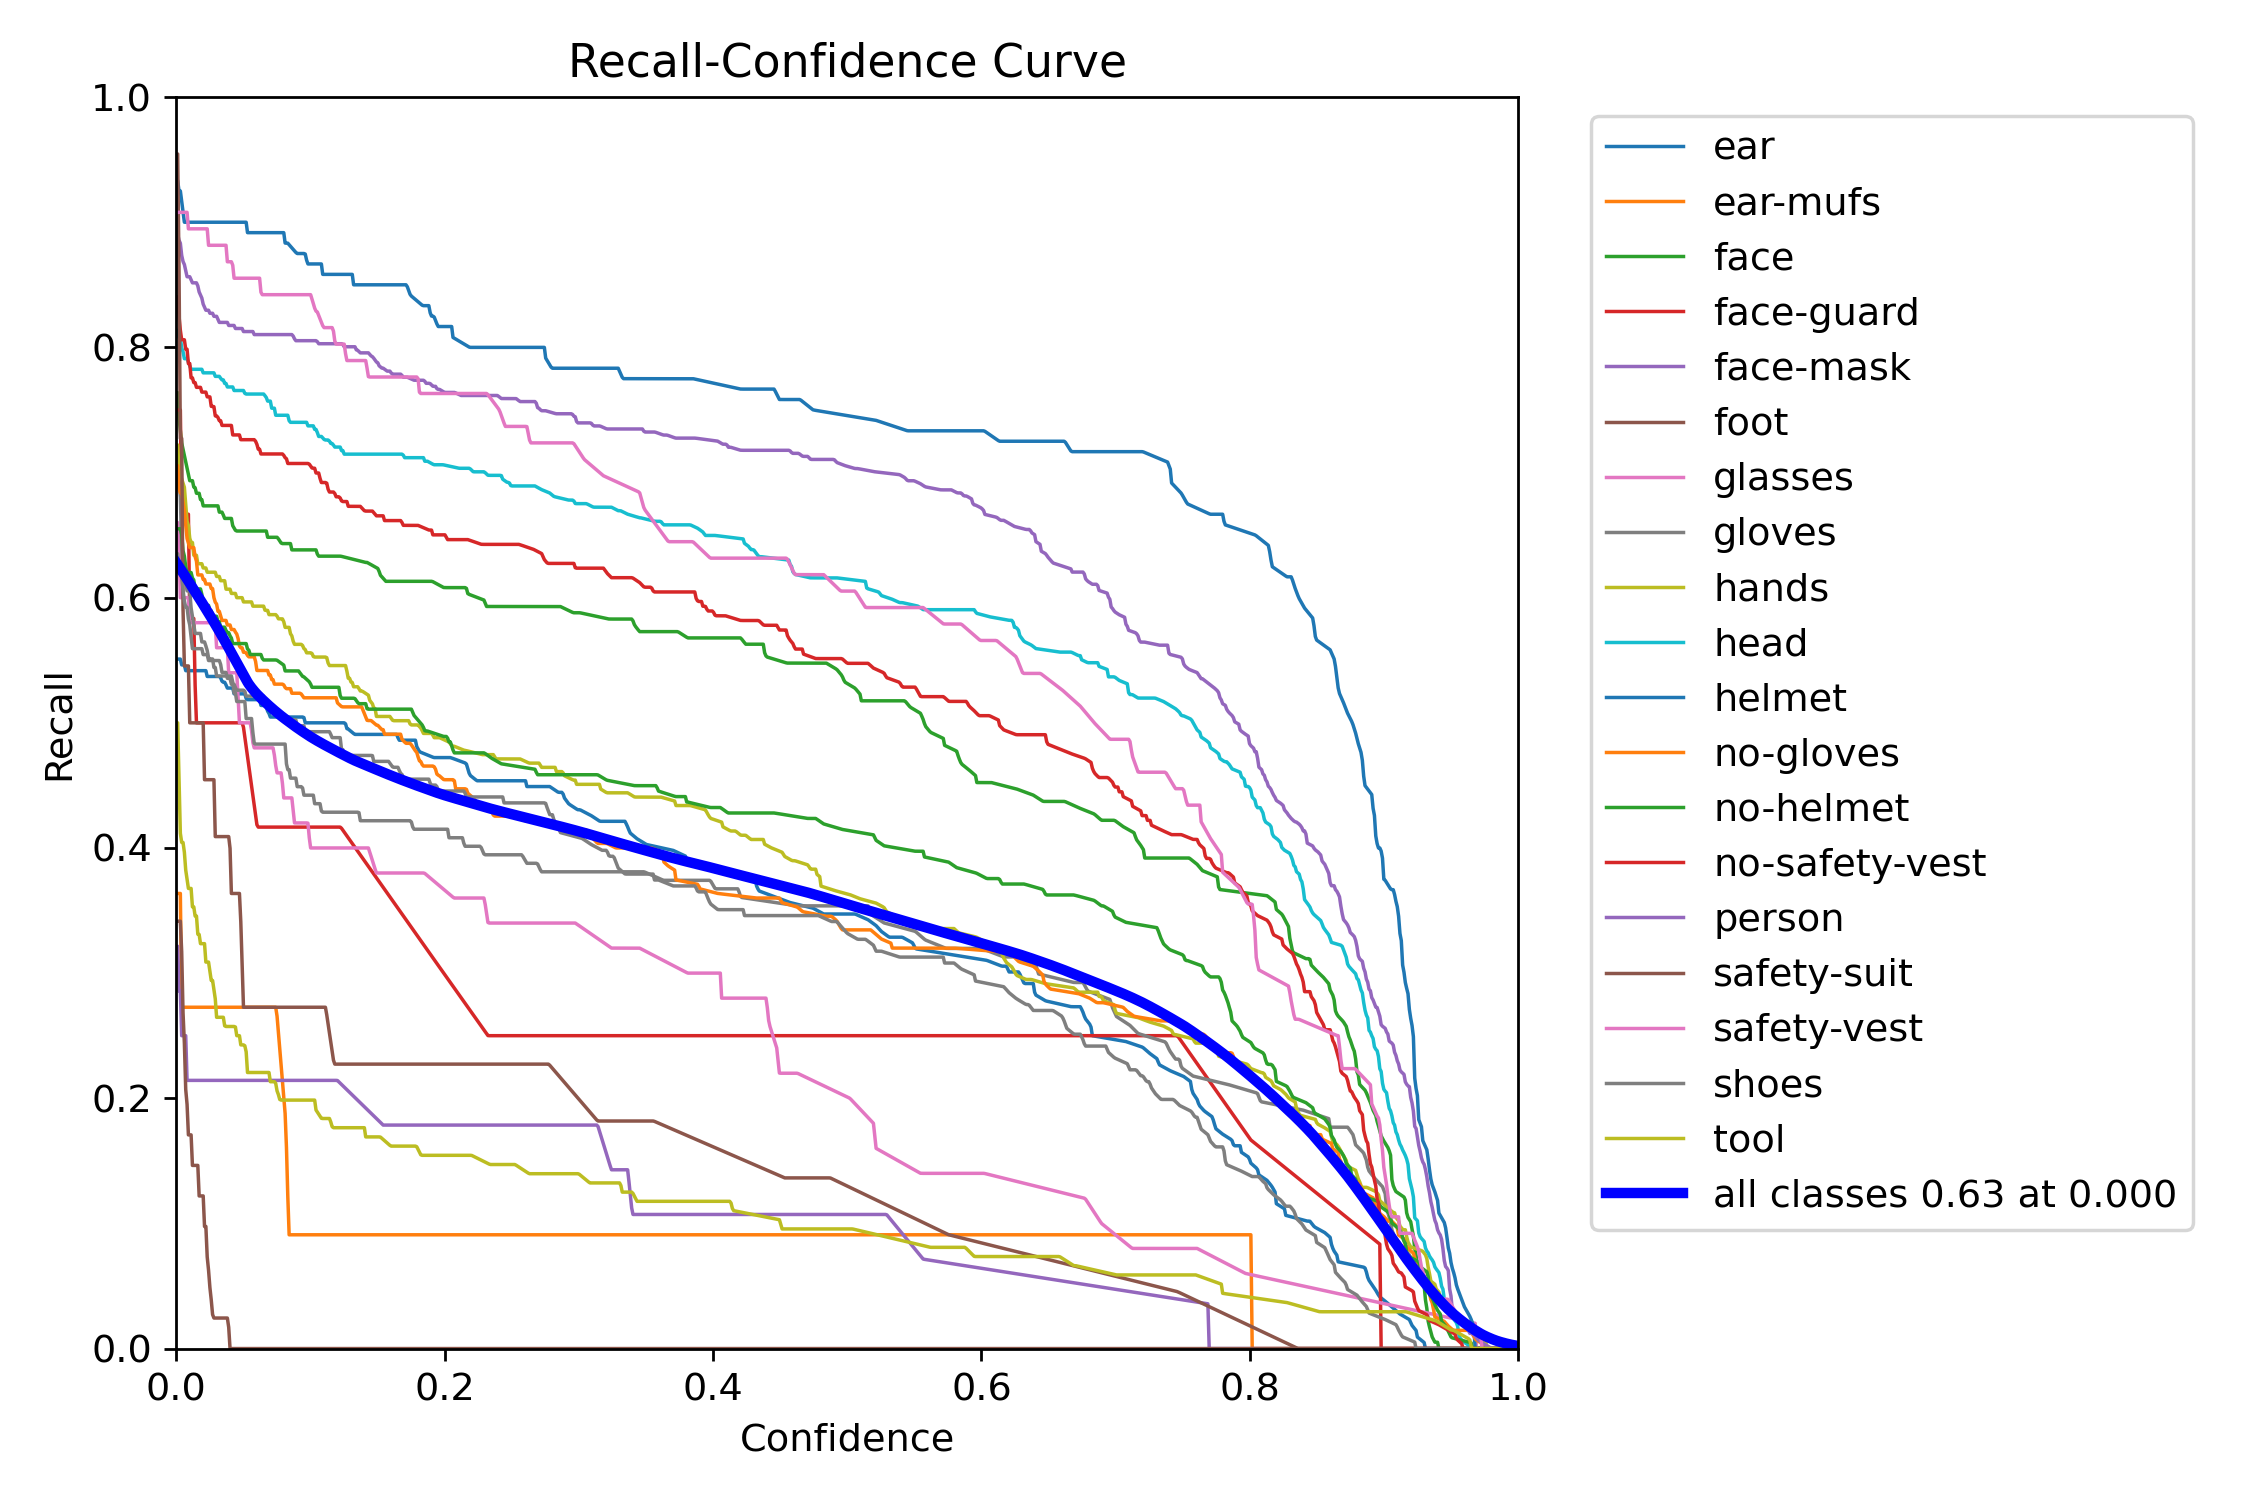 Recall-Confidence Curve
1.0
0.8
0.6
0.4
0.2
0.0
Recall
0.0 0.2 0.4 0.6 0.8 1.0
Confidence
ear
ear-mufs
face
face-guard
face-mask
foot
glasses
gloves
hands
head
helmet
no-gloves
no-helmet
no-safety-vest
person
safety-suit
safety-vest
shoes
tool
all classes 0.63 at 0.000